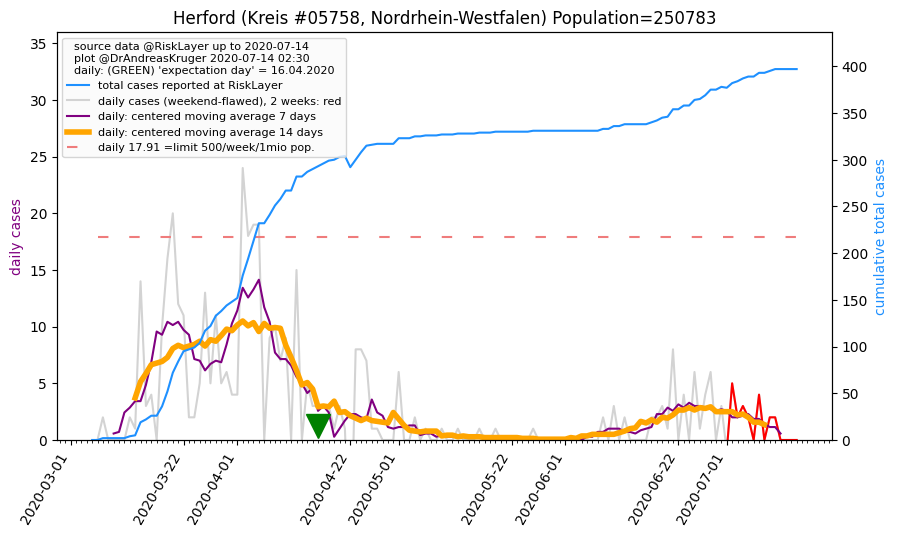 Herford (Kreis #05758, Nordrhein-Westfalen) Population=250783
source data @RiskLayer up to 2020-07-14
plot @DrAndreasKruger 2020-07-14 02:30
daily: (GREEN) 'expectation day' = 16.04.2020
total cases reported at RiskLayer
daily cases (weekend-flawed), 2 weeks: red
daily: centered moving average 7 days
daily: centered moving average 14 days
daily 17.91 =limit 500/week/1mio pop.
daily cases
35
30
25
20
15
10
5
0
cumulative total cases
400
350
300
250
200
150
100
50
0
2020-03-01
2020-03-22
2020-04-01
2020-04-22
2020-05-01
2020-05-22
2020-06-01
2020-06-22
2020-07-01